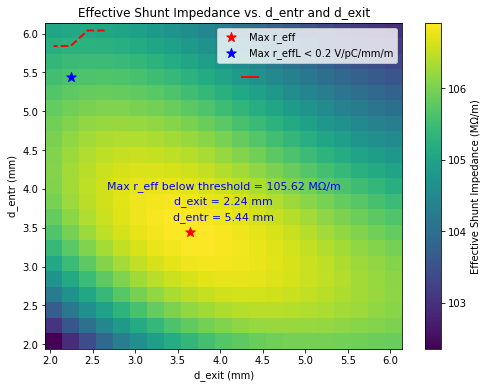 Effective Shunt Impedance vs. d_entr and d_exit
Max r_eff
Max r_effL < 0.2 V/pC/mm/m
Max r_eff below threshold = 105.62 MΩ/m
d_exit = 2.24 mm
d_entr = 5.44 mm
d_entr (mm)
6.0
5.5
5.0
4.5
4.0
3.5
3.0
2.5
2.0
2.0 2.5 3.0 3.5 4.0 4.5 5.0 5.5 6.0
d_exit (mm)
106
105
104
103
Effective Shunt Impedance (MΩ/m)